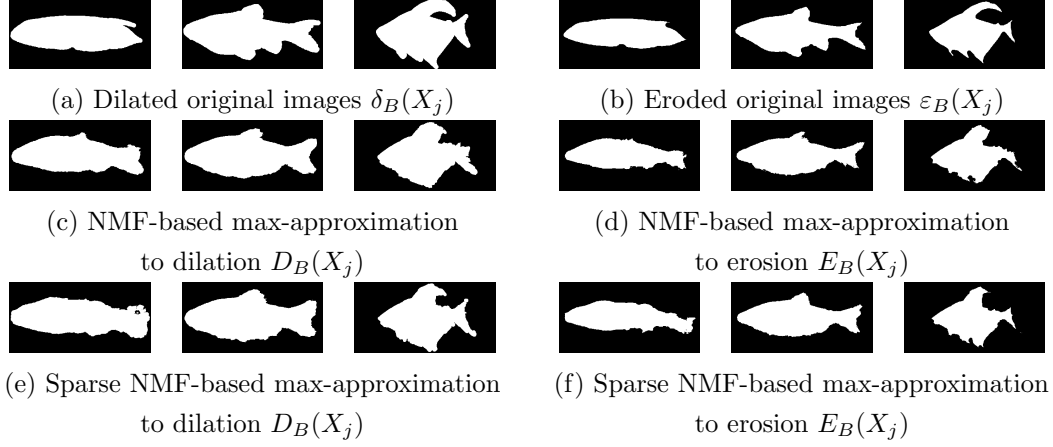 (a) Dilated original images δ_B(X_j)
(b) Eroded original images ε_B(X_j)
(c) NMF-based max-approximation
to dilation D_B(X_j)
(d) NMF-based max-approximation
to erosion E_B(X_j)
(e) Sparse NMF-based max-approximation
to dilation D_B(X_j)
(f) Sparse NMF-based max-approximation
to erosion E_B(X_j)